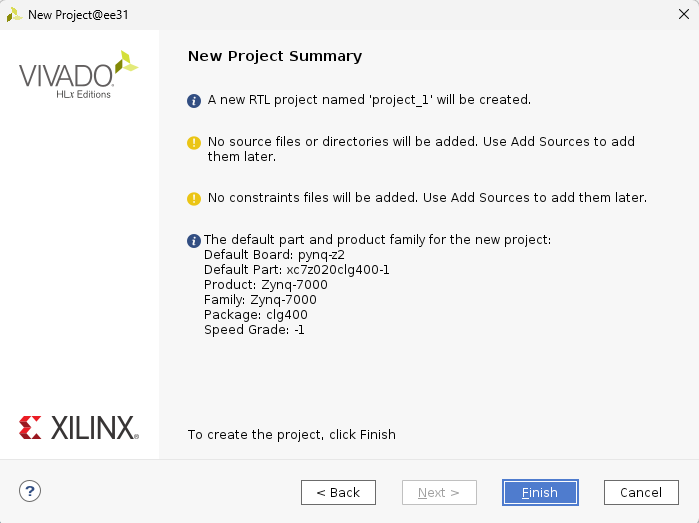 New Project@ee31
VIVADO.
HLx Editions
New Project Summary
A new RTL project named 'project_1' will be created.
No source files or directories will be added. Use Add Sources to add
them later.
No constraints files will be added. Use Add Sources to add them later.
The default part and product family for the new project:
Default Board: pynq-z2
Default Part: xc7z020clg400-1
Product: Zynq-7000
Family: Zynq-7000
Package: clg400
Speed Grade: -1
XILINX®
To create the project, click Finish
?
< Back
Next >
Finish
Cancel